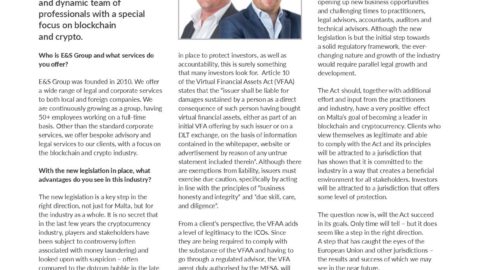 and dynamic team of
professionals with a special
focus on blockchain
and crypto.
Who is E&S Group and what services do
you offer?
E&S Group was founded in 2010. We offer
a wide range of legal and corporate services
to both local and foreign companies. We
are continuously growing as a group, having
50+ employees working on a full-time
basis. Other than the standard corporate
services, we offer bespoke advisory and
legal services to our clients, with a focus on
the blockchain and crypto industry.
With the new legislation in place, what
advantages do you see in this industry?
The new legislation is a key step in the
right direction, not just for Malta, but for
the industry as a whole. It is no secret that
in the last few years the cryptocurrency
industry, players and stakeholders have
been subject to controversy (often
associated with money laundering) and
looked upon with suspicion – often
compared to the dotcom bubble in the late
in place to protect investors, as well as
accountability, this is surely something
that many investors look for. Article 10
of the Virtual Financial Assets Act (VFAA)
states that the "issuer shall be liable for
damages sustained by a person as a direct
consequence of such person having bought
virtual financial assets, either as part of an
initial VFA offering by such issuer or on a
DLT exchange, on the basis of information
contained in the whitepaper, website or
advertisement by reason of any untrue
statement included therein". Although there
are exemptions from liability, issuers must
exercise due caution, specifically by acting
in line with the principles of "business
honesty and integrity" and "due skill, care,
and diligence".
From a client's perspective, the VFAA adds
a level of legitimacy to the ICOs. Since
they are being required to comply with
the substance of the VFAA and having to
go through a regulated advisor, the VFA
agent duly authorised by the MFSA, will
opening up new business opportunities
and challenging times to practitioners,
legal advisors, accountants, auditors and
technical advisors. Although the new
legislation is but the initial step towards
a solid regulatory framework, the ever-
changing nature and growth of the industry
would require parallel legal growth and
development.
The Act should, together with additional
effort and input from the practitioners
and industry, have a very positive effect
on Malta's goal of becoming a leader in
blockchain and cryptocurrency. Clients who
view themselves as legitimate and able
to comply with the Act and its principles
will be attracted to a jurisdiction that
has shown that it is committed to the
industry in a way that creates a beneficial
environment for all stakeholders. Investors
will be attracted to a jurisdiction that offers
some level of protection.
The question now is, will the Act succeed
in its goals. Only time will tell – but it does
seem like a step in the right direction.
A step that has caught the eyes of the
European Union and other jurisdictions –
the results and success of which we may
see in the near future.